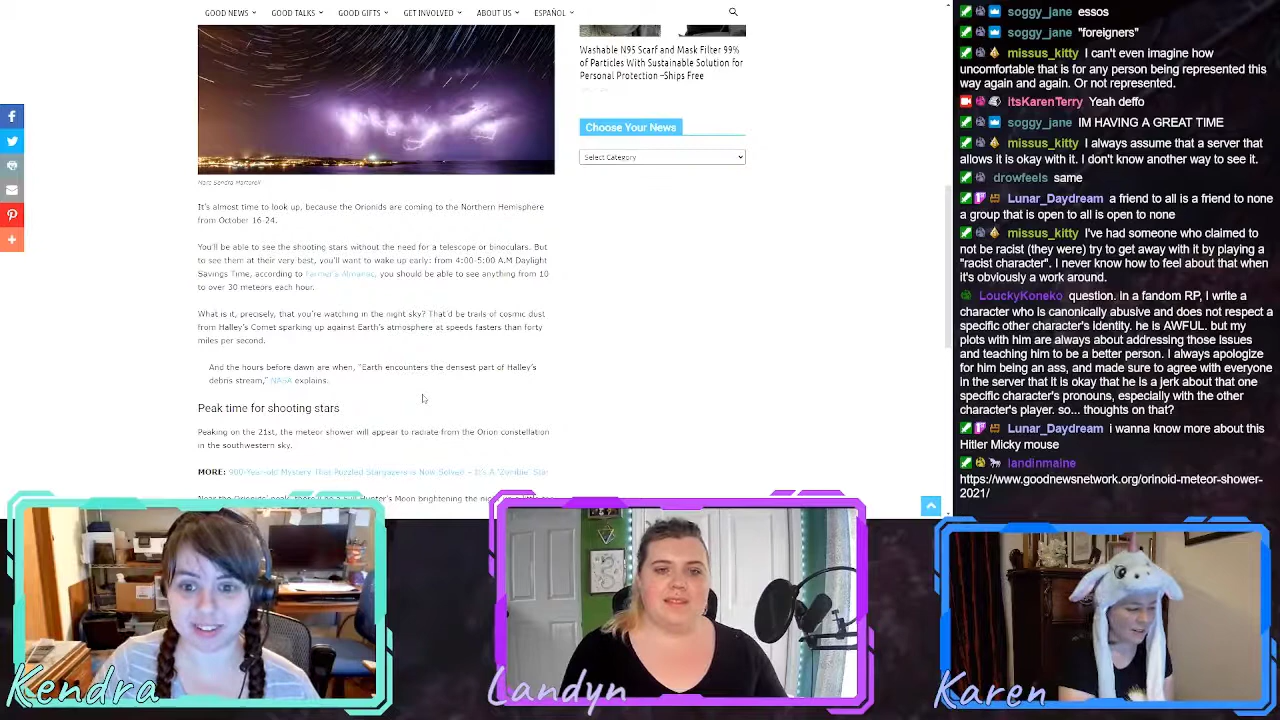 GOOD NEWS
GOOD TALKS
GOOD GIFTS
GET INVOLVED
ABOUT US
ESPAÑOL
Marc Sendra Martorell
It's almost time to look up, because the Orionids are coming to the Northern Hemisphere
from October 16-24.
You'll be able to see the shooting stars without the need for a telescope or binoculars. But
to see them at their very best, you'll want to wake up early: from 4:00-5:00 A.M Daylight
Savings Time, according to Farmer's Almanac, you should be able to see anything from 10
to over 30 meteors each hour.
What is it, precisely, that you're watching in the night sky? That'd be trails of cosmic dust
from Halley's Comet sparking up against Earth's atmosphere at speeds fasters than forty
miles per second.
And the hours before dawn are when, "Earth encounters the densest part of Halley's
debris stream," NASA explains.
Peak time for shooting stars
Peaking on the 21st, the meteor shower will appear to radiate from the Orion constellation
in the southwestern sky.
MORE: 900-Year-old Mystery That Puzzled Stargazers is Now Solved – It's A 'Zombie' Star
Washable N95 Scarf and Mask Filter 99%
of Particles With Sustainable Solution for
Personal Protection –Ships Free
Choose Your News
Select Category
soggy_jane essos
soggy_jane "foreigners"
missus_kitty I can't even imagine how
uncomfortable that is for any person being represented this
way again and again. Or not represented.
ItsKarenTerry Yeah deffo
soggy_jane IM HAVING A GREAT TIME
missus_kitty I always assume that a server that
allows it is okay with it. I don't know another way to see it.
drowfeels same
Lunar_Daydream a friend to all is a friend to none
a group that is open to all is open to none
missus_kitty I've had someone who claimed to
not be racist (they were) try to get away with it by playing a
"racist character". I never know how to feel about that when
it's obviously a work around.
LouckyKoneko question. In a fandom RP, I write a
character who is canonically abusive and does not respect
a specific other character's identity. He is AWFUL. but my
plots with him are always about addressing those issues
and teaching him to be a better person. I always apologize
for him being an ass, and made sure to agree with everyone
in the server that it is okay that he is a jerk about that one
specific character's pronouns, especially with the other
character's player. so... thoughts on that?
Lunar_Daydream i wanna know more about this
Hitler Micky mouse
landinmaine
https://www.goodnewsnetwork.org/orinoid-meteor-shower-
2021/
Kendra
Landyn
Karen